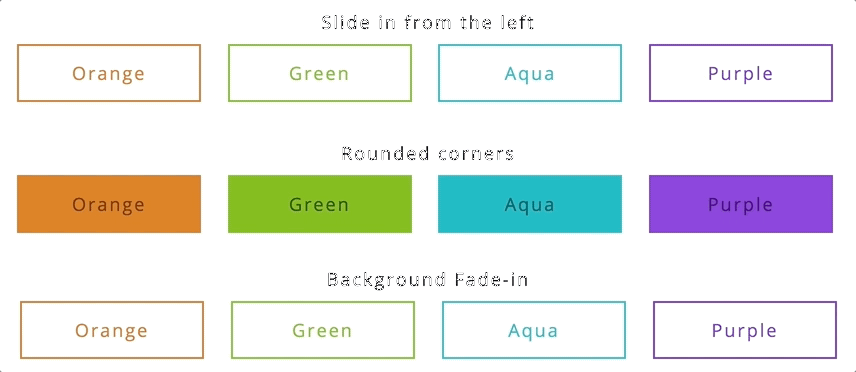 Slide in from the left
Orange Green Aqua Purple
Rounded corners
Orange Green Aqua Purple
Background Fade-in
Orange Green Aqua Purple